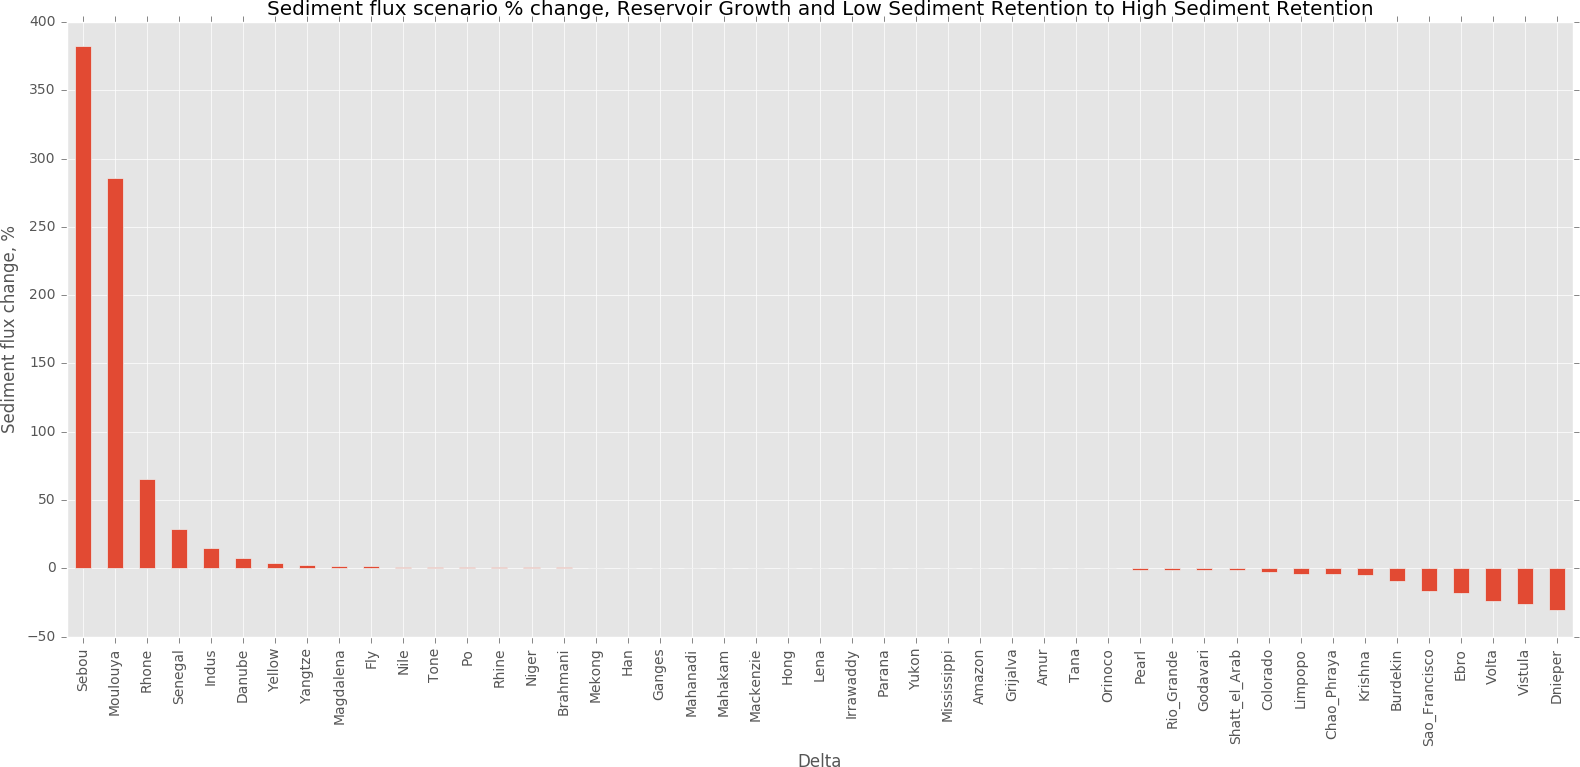 Sediment flux scenario % change, Reservoir Growth and Low Sediment Retention to High Sediment Retention
400
350
300
250
200
150
100
50
0
−50
Sediment flux change, %
Sebou
Moulouya
Rhone
Senegal
Indus
Danube
Yellow
Yangtze
Magdalena
Fly
Nile
Tone
Po
Rhine
Niger
Brahmani
Mekong
Han
Ganges
Mahanadi
Mahakam
Mackenzie
Hong
Lena
Irrawaddy
Parana
Yukon
Mississippi
Amazon
Grijalva
Amur
Tana
Orinoco
Pearl
Rio_Grande
Godavari
Shatt_el_Arab
Colorado
Limpopo
Chao_Phraya
Krishna
Burdekin
Sao_Francisco
Ebro
Volta
Vistula
Dnieper
Delta